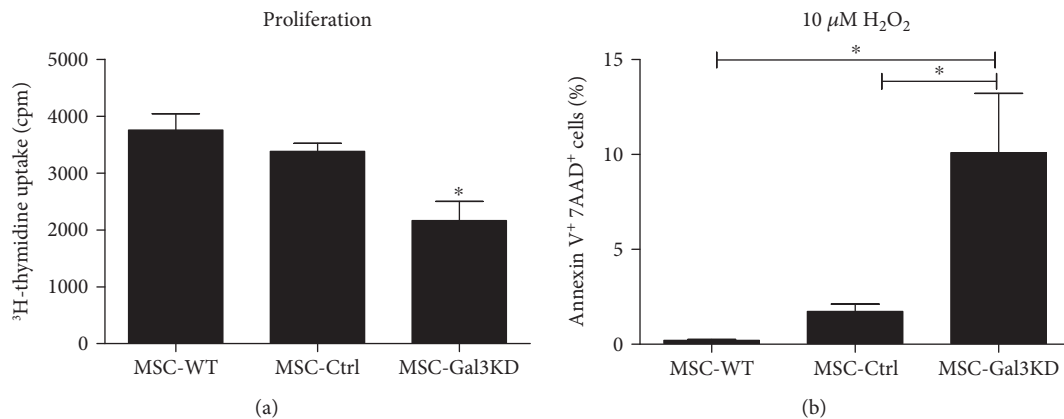 Proliferation
³H-thymidine uptake (cpm)
5000
4000
3000
2000
1000
0
*
MSC-WT MSC-Ctrl MSC-Gal3KD
(a)
10 μM H₂O₂
Annexin V⁺ 7AAD⁺ cells (%)
15
10
5
0
*
*
MSC-WT MSC-Ctrl MSC-Gal3KD
(b)